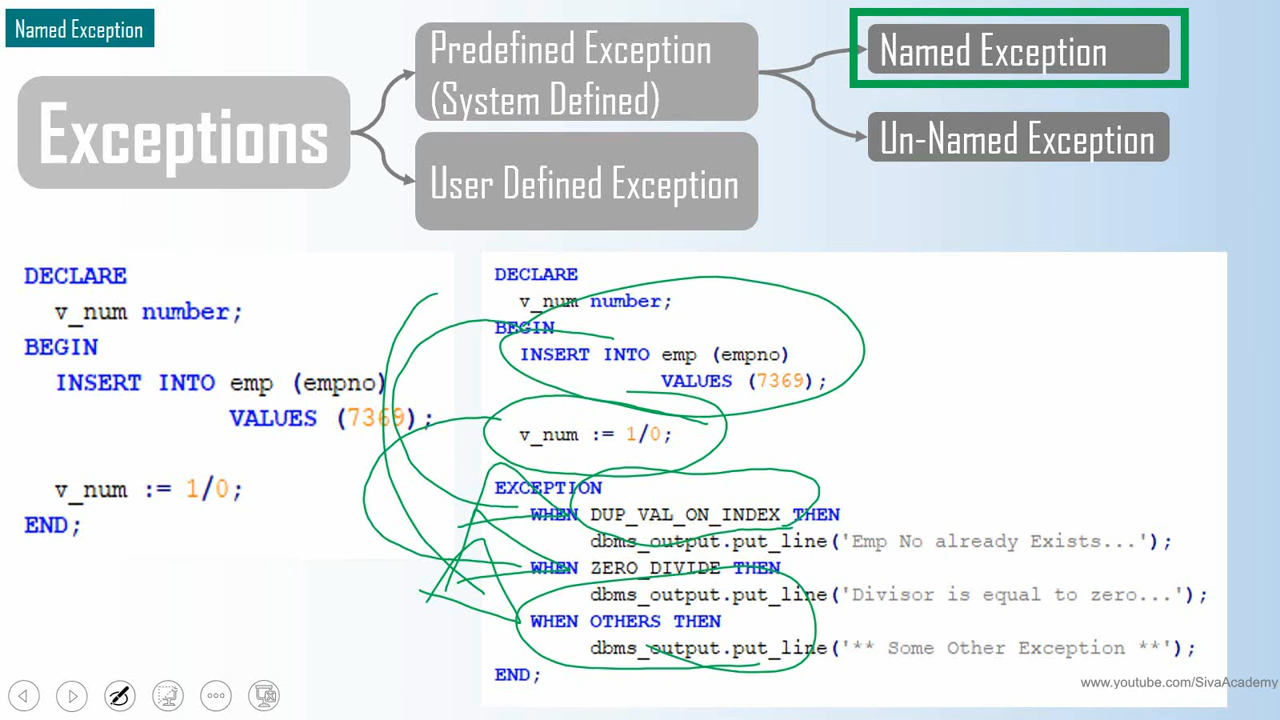 Named Exception
Exceptions
Predefined Exception
(System Defined)
User Defined Exception
Named Exception
Un-Named Exception
DECLARE
v_num number;
BEGIN
INSERT INTO emp (empno)
VALUES (7369);
v_num := 1/0;
END;
DECLARE
v_num number;
BEGIN
INSERT INTO emp (empno)
VALUES (7369);
v_num := 1/0;
EXCEPTION
WHEN DUP_VAL_ON_INDEX THEN
dbms_output.put_line('Emp No already Exists...');
WHEN ZERO_DIVIDE THEN
dbms_output.put_line('Divisor is equal to zero...');
WHEN OTHERS THEN
dbms_output.put_line('** Some Other Exception **');
END;
www.youtube.com/SivaAcademy